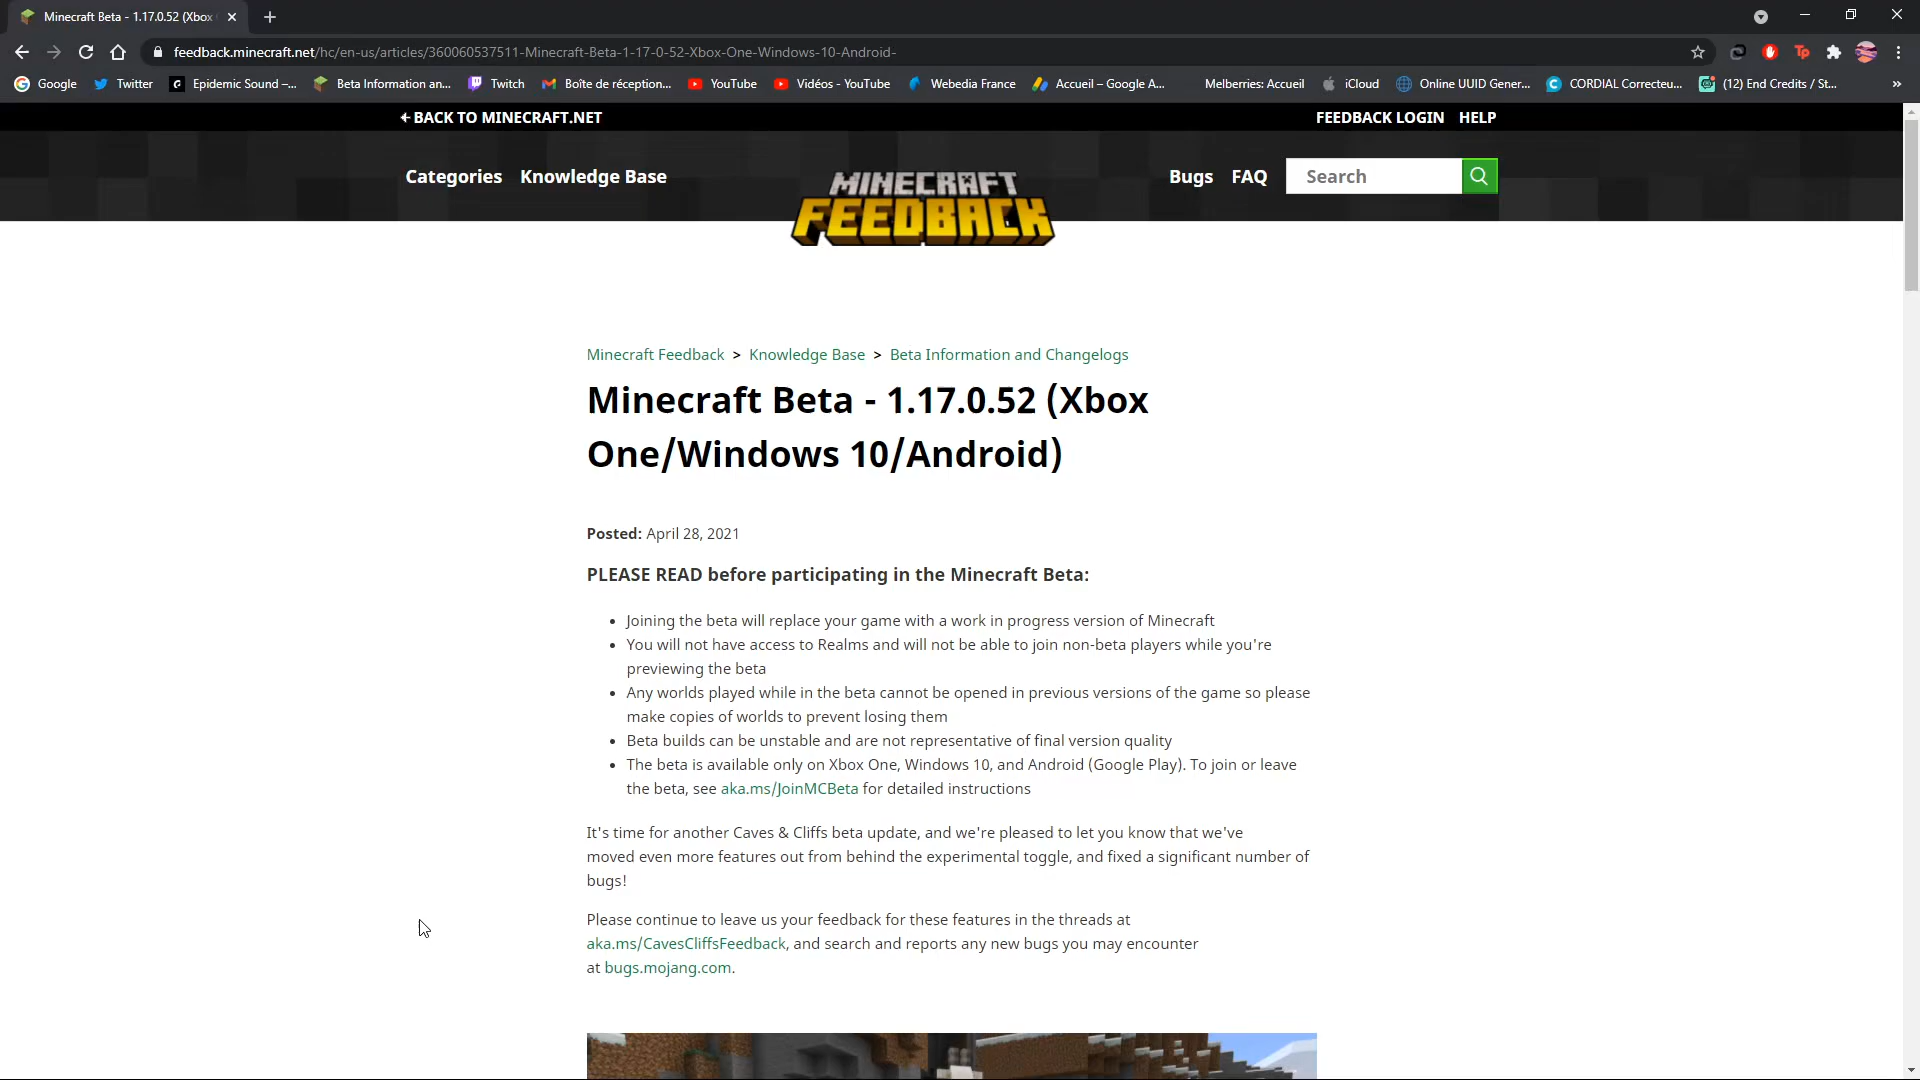 Minecraft Beta - 1.17.0.52 (Xbox
feedback.minecraft.net/hc/en-us/articles/360060537511-Minecraft-Beta-1-17-0-52-Xbox-One-Windows-10-Android-
Google Twitter Epidemic Sound –... Beta Information an... Twitch Boîte de réception... YouTube Vidéos - YouTube Webedia France Accueil – Google A... Melberries: Accueil iCloud Online UUID Gener... CORDIAL Correcteu... (12) End Credits / St... »
BACK TO MINECRAFT.NET FEEDBACK LOGIN HELP
Categories Knowledge Base MINECRAFT FEEDBACK Bugs FAQ Search
Minecraft Feedback > Knowledge Base > Beta Information and Changelogs
Minecraft Beta - 1.17.0.52 (Xbox
One/Windows 10/Android)
Posted: April 28, 2021
PLEASE READ before participating in the Minecraft Beta:
• Joining the beta will replace your game with a work in progress version of Minecraft
• You will not have access to Realms and will not be able to join non-beta players while you're
previewing the beta
• Any worlds played while in the beta cannot be opened in previous versions of the game so please
make copies of worlds to prevent losing them
• Beta builds can be unstable and are not representative of final version quality
• The beta is available only on Xbox One, Windows 10, and Android (Google Play). To join or leave
the beta, see aka.ms/JoinMCBeta for detailed instructions
It's time for another Caves & Cliffs beta update, and we're pleased to let you know that we've
moved even more features out from behind the experimental toggle, and fixed a significant number of
bugs!
Please continue to leave us your feedback for these features in the threads at
aka.ms/CavesCliffsFeedback, and search and reports any new bugs you may encounter
at bugs.mojang.com.